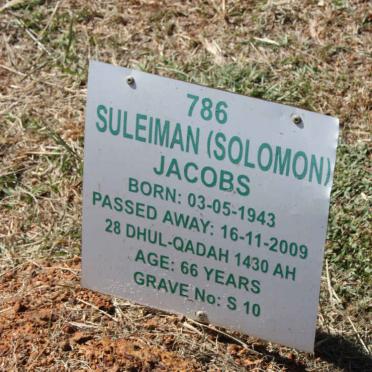 786
SULEIMAN (SOLOMON)
JACOBS
BORN: 03-05-1943
PASSED AWAY: 16-11-2009
28 DHUL-QADAH 1430 AH
AGE: 66 YEARS
GRAVE No: S 10